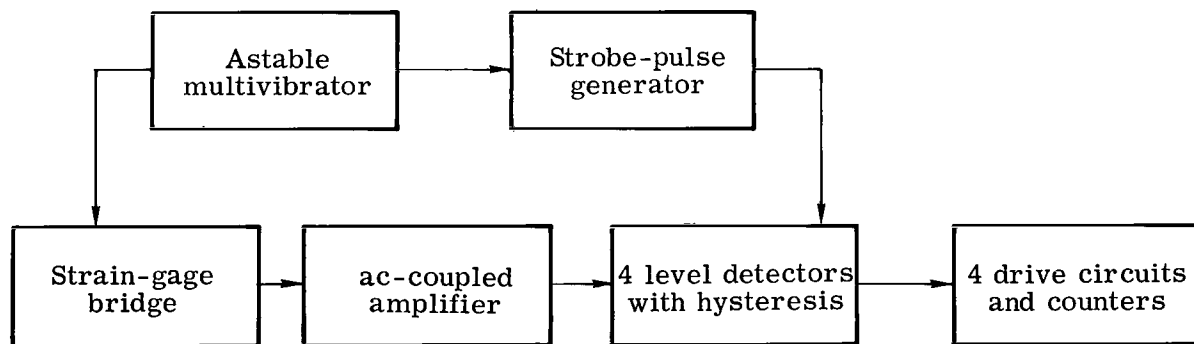 Astable
multivibrator
Strobe-pulse
generator
Strain-gage
bridge
ac-coupled
amplifier
4 level detectors
with hysteresis
4 drive circuits
and counters